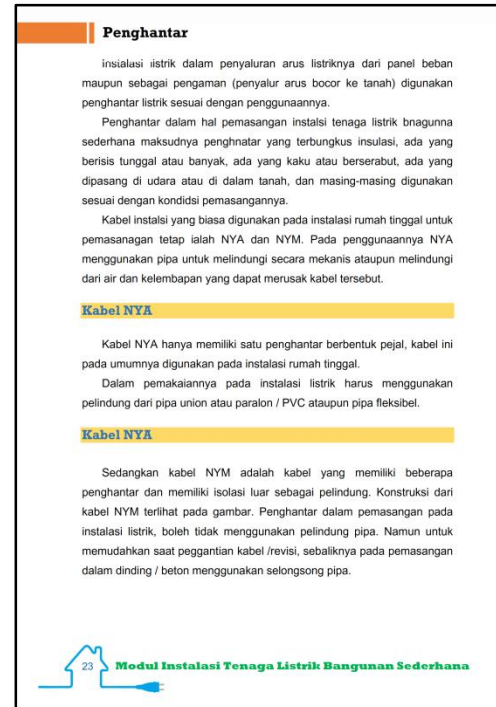 Penghantar
Instalasi listrik dalam penyaluran arus listriknya dari panel beban
maupun sebagai pengaman (penyalur arus bocor ke tanah) digunakan
penghantar listrik sesuai dengan penggunaannya.
Penghantar dalam hal pemasangan instalsi tenaga listrik bnagunna
sederhana maksudnya penghnatar yang terbungkus insulasi, ada yang
berisis tunggal atau banyak, ada yang kaku atau berserabut, ada yang
dipasang di udara atau di dalam tanah, dan masing-masing digunakan
sesuai dengan kondidsi pemasangannya.
Kabel instalsi yang biasa digunakan pada instalasi rumah tinggal untuk
pemasanagan tetap ialah NYA dan NYM. Pada penggunaannya NYA
menggunakan pipa untuk melindungi secara mekanis ataupun melindungi
dari air dan kelembapan yang dapat merusak kabel tersebut.
Kabel NYA
Kabel NYA hanya memiliki satu penghantar berbentuk pejal, kabel ini
pada umumnya digunakan pada instalasi rumah tinggal.
Dalam pemakaiannya pada instalasi listrik harus menggunakan
pelindung dari pipa union atau paralon / PVC ataupun pipa fleksibel.
Kabel NYA
Sedangkan kabel NYM adalah kabel yang memiliki beberapa
penghantar dan memiliki isolasi luar sebagai pelindung. Konstruksi dari
kabel NYM terlihat pada gambar. Penghantar dalam pemasangan pada
instalasi listrik, boleh tidak menggunakan pelindung pipa. Namun untuk
memudahkan saat peggantian kabel /revisi, sebaliknya pada pemasangan
dalam dinding / beton menggunakan selongsong pipa.
23 Modul Instalasi Tenaga Listrik Bangunan Sederhana